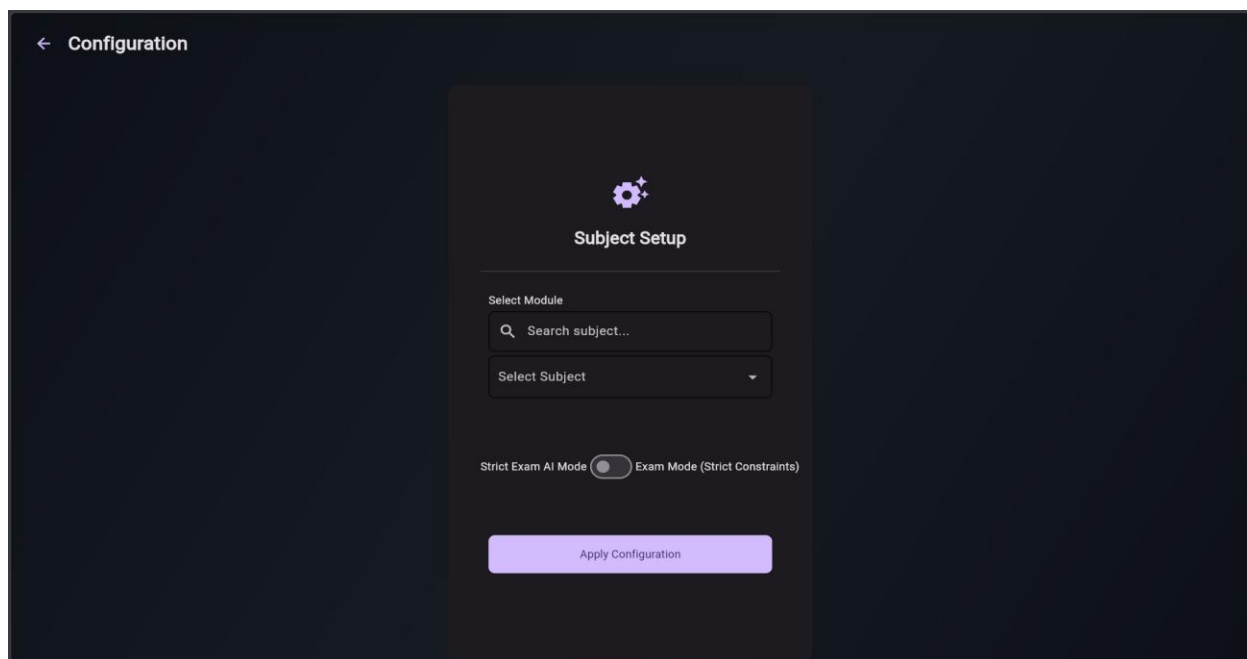 Configuration
Subject Setup
Select Module
Search subject...
Select Subject
Strict Exam AI Mode Exam Mode (Strict Constraints)
Apply Configuration